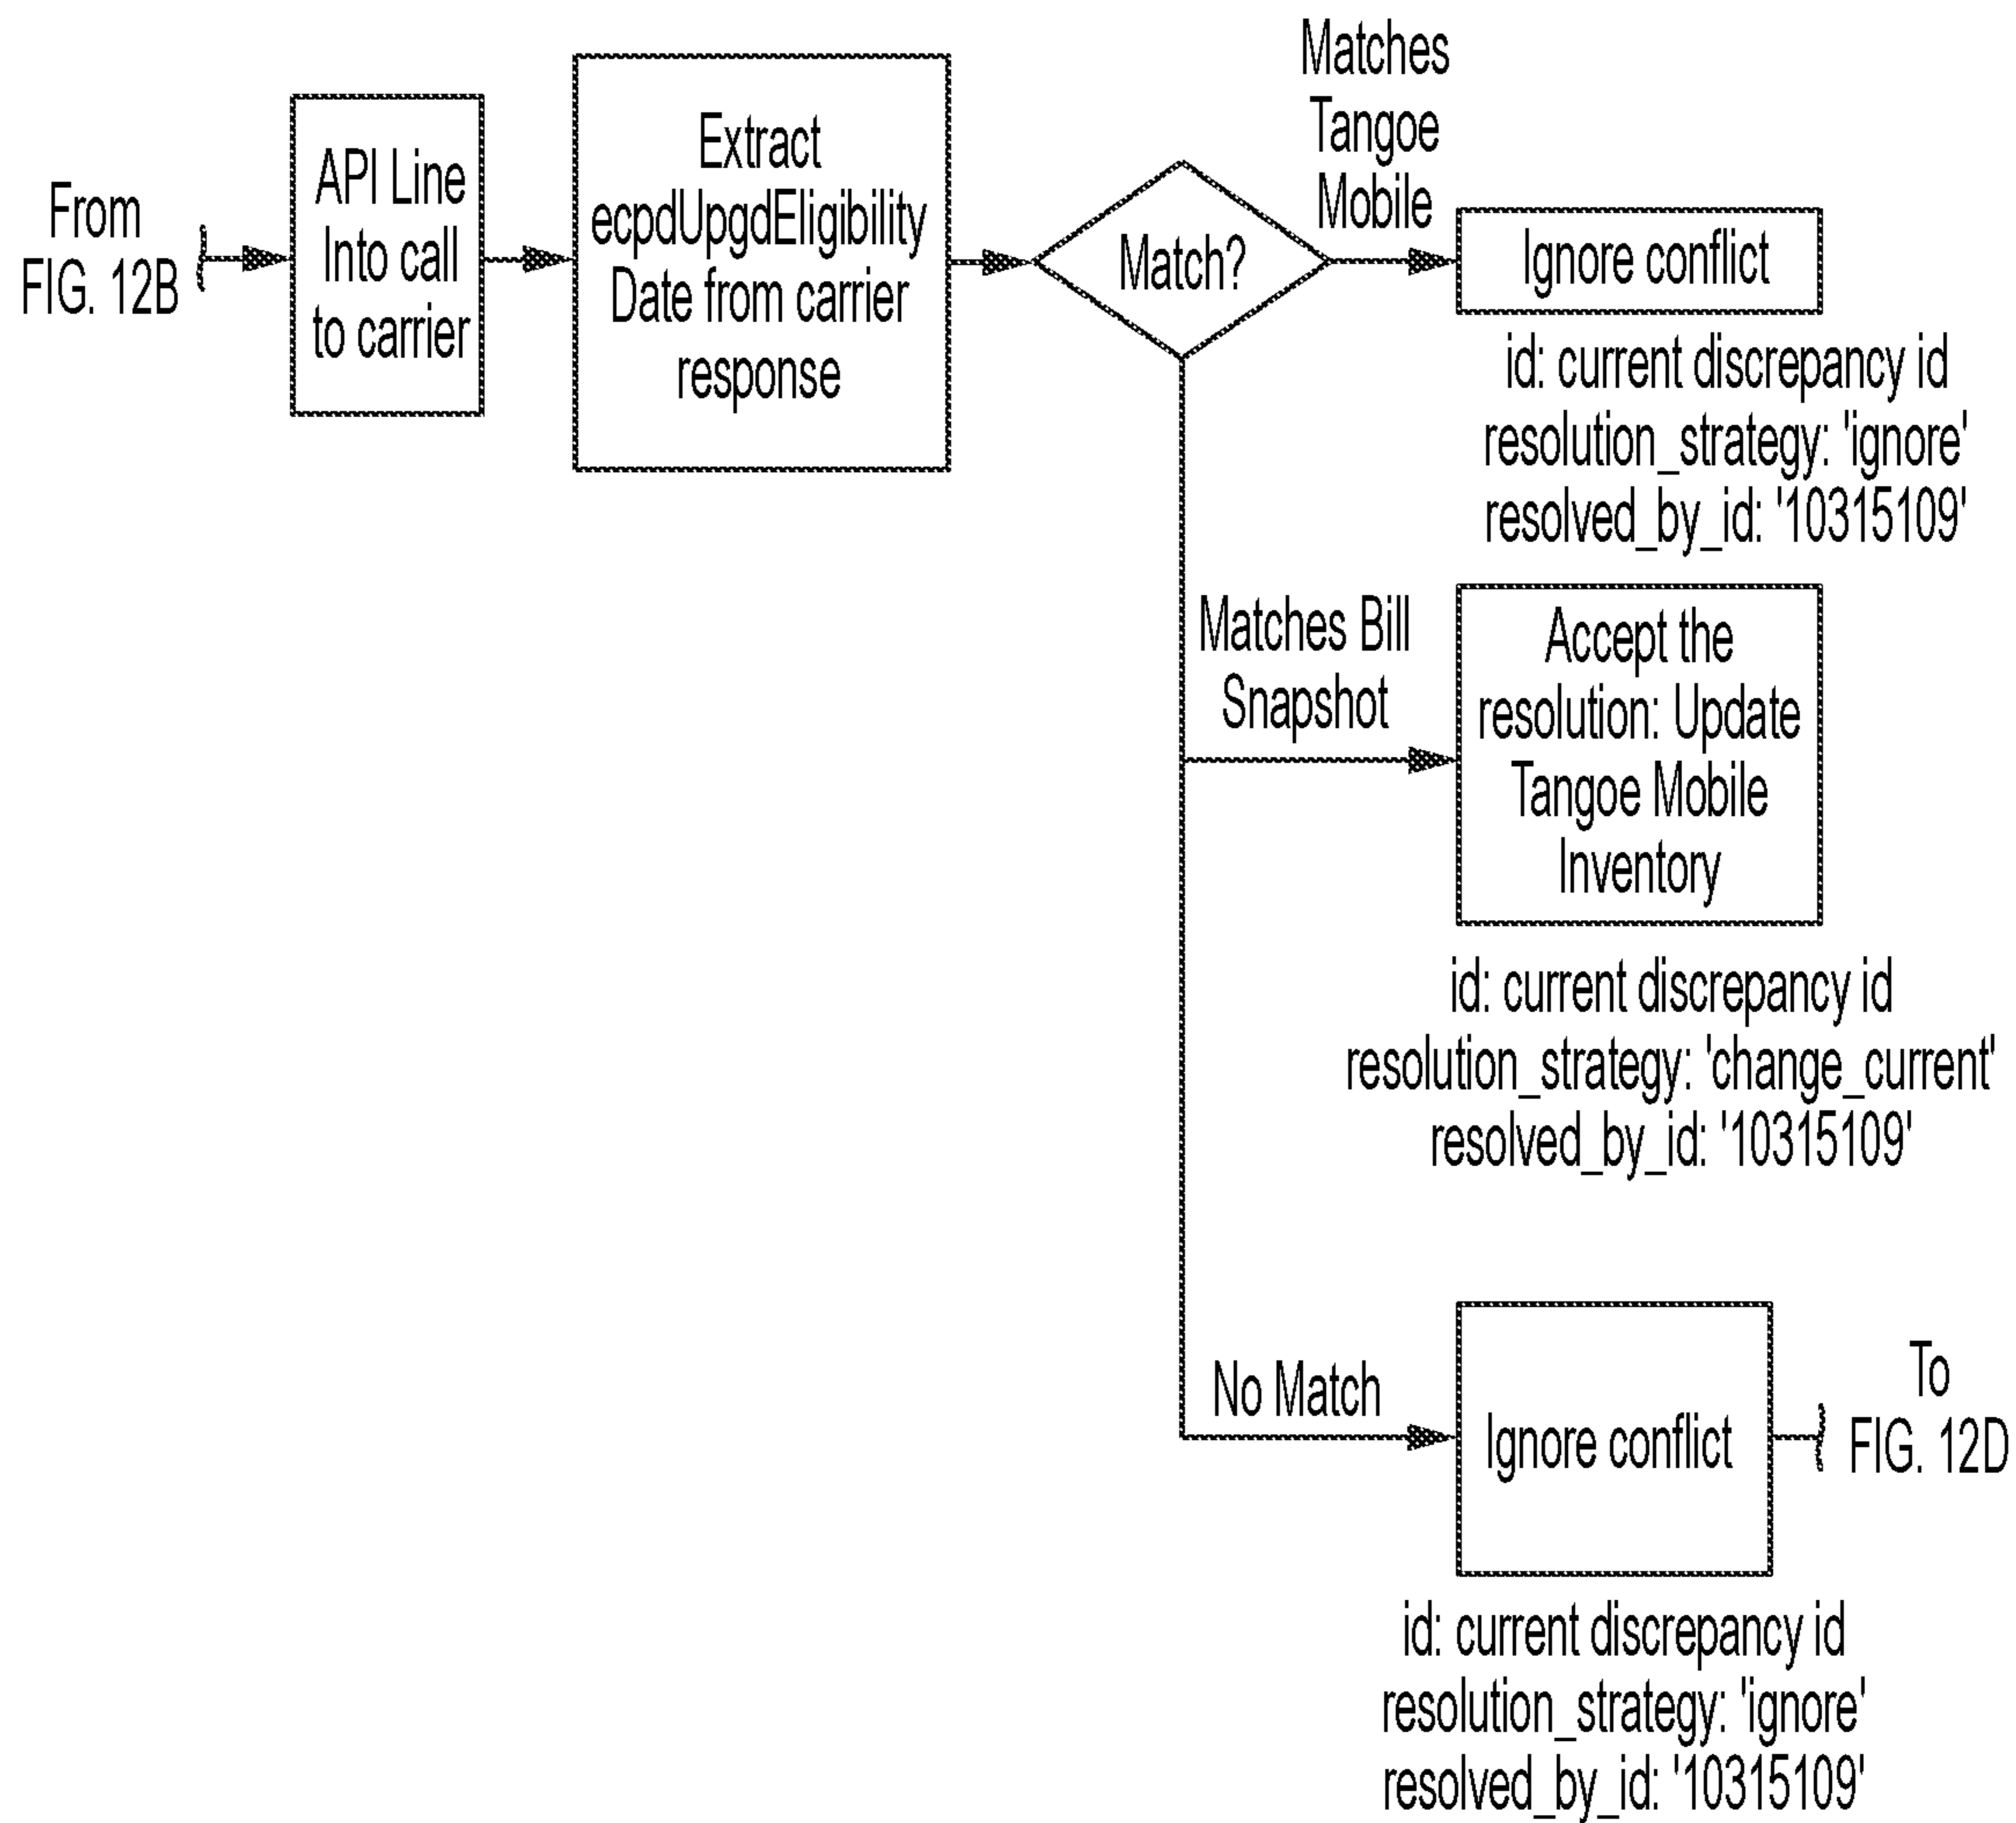 From
FIG. 12B
API Line
Into call
to carrier
Extract
ecpdUpgdEligibility
Date from carrier
response
Match?
Matches
Tangoe
Mobile
Ignore conflict
id: current discrepancy id
resolution_strategy: 'ignore'
resolved_by_id: '10315109'
Matches Bill
Snapshot
Accept the
resolution: Update
Tangoe Mobile
Inventory
id: current discrepancy id
resolution_strategy: 'change_current'
resolved_by_id: '10315109'
No Match
Ignore conflict
To
FIG. 12D
id: current discrepancy id
resolution_strategy: 'ignore'
resolved_by_id: '10315109'